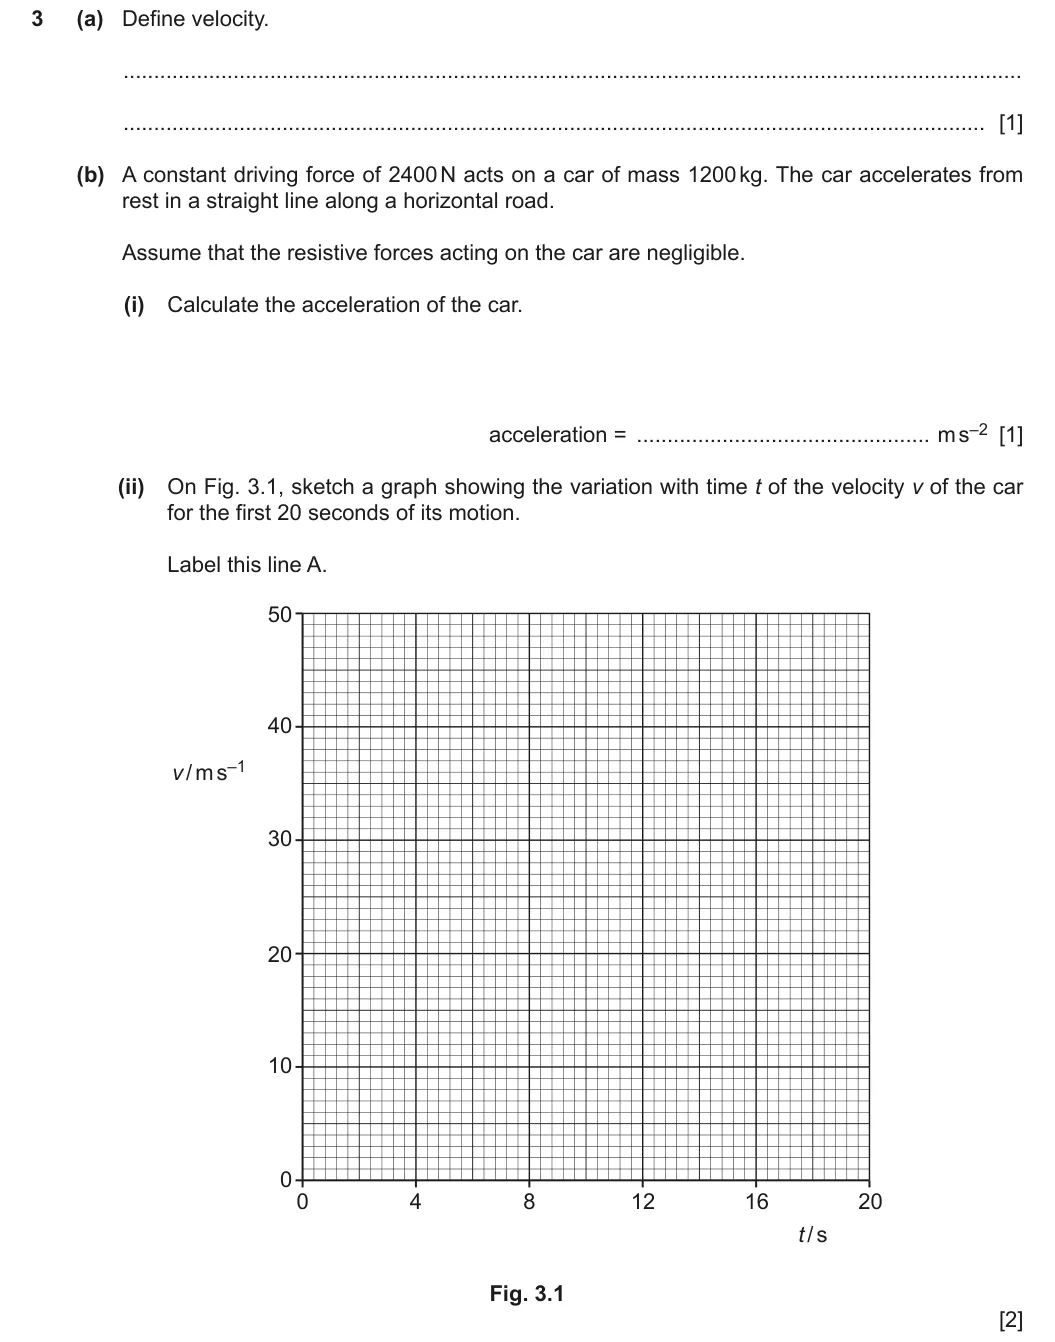 3 (a) Define velocity.
....................................................................................................................................................
.............................................................................................................................................. [1]
(b) A constant driving force of 2400 N acts on a car of mass 1200 kg. The car accelerates from
rest in a straight line along a horizontal road.
Assume that the resistive forces acting on the car are negligible.
(i) Calculate the acceleration of the car.
acceleration = ................................................ m s⁻² [1]
(ii) On Fig. 3.1, sketch a graph showing the variation with time t of the velocity v of the car
for the first 20 seconds of its motion.
Label this line A.
50
40
v / m s⁻¹
30
20
10
0
0 4 8 12 16 20
t / s
Fig. 3.1
[2]